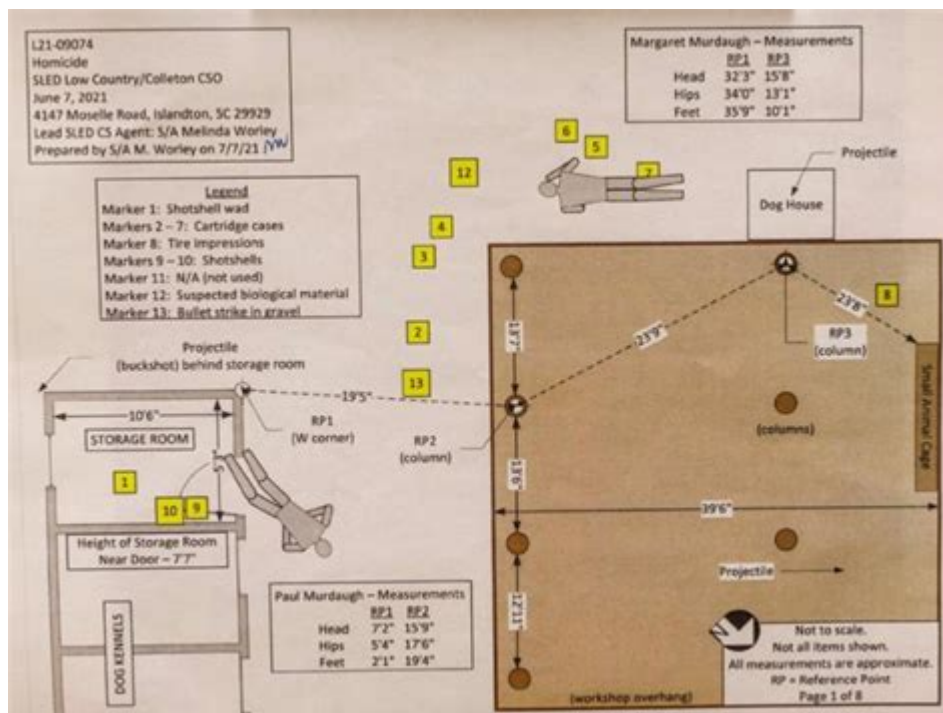 L21-09074
Homicide
SLED Low Country/Colleton CSO
June 7, 2021
4147 Moselle Road, Islandton, SC 29929
Lead SLED CS Agent: S/A Melinda Worley
Prepared by S/A M. Worley on 7/7/21 MW
Margaret Murdaugh – Measurements
RP1 RP3
Head 32'3" 15'8"
Hips 34'0" 13'1"
Feet 35'9" 10'1"
Legend
Marker 1: Shotshell wad
Markers 2 – 7: Cartridge cases
Marker 8: Tire impressions
Markers 9 – 10: Shotshells
Marker 11: N/A (not used)
Marker 12: Suspected biological material
Marker 13: Bullet strike in gravel
6
5
12
7
4
3
2
13
Projectile
Dog House
8
23'8"
23'9"
13'7"
RP3
(column)
Small Animal Cage
(columns)
Projectile
(buckshot) behind storage room
19'5"
RP1
(W corner)
RP2
(column)
10'6"
STORAGE ROOM
1
10
9
Height of Storage Room
Near Door – 7'7"
13'6"
39'6"
12'11"
Projectile
DOG KENNELS
Paul Murdaugh – Measurements
RP1 RP2
Head 7'2" 15'9"
Hips 5'4" 17'6"
Feet 2'1" 19'4"
N
Not to scale.
Not all items shown.
All measurements are approximate.
RP = Reference Point
Page 1 of 8
(workshop overhang)